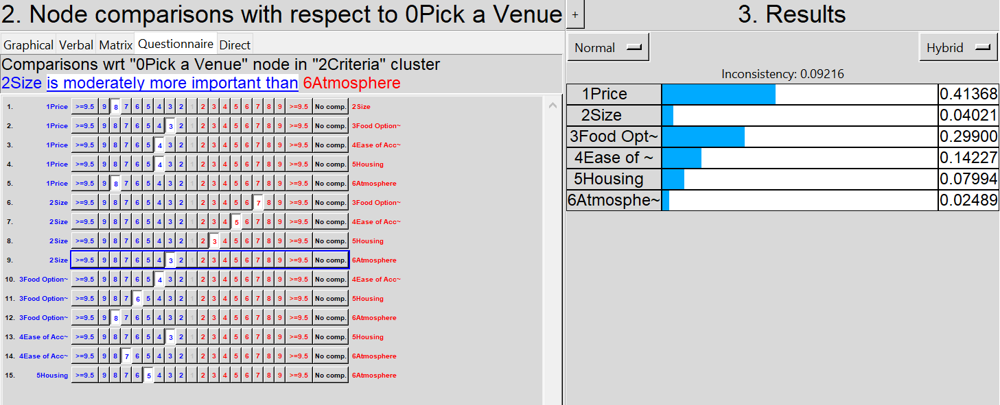 2. Node comparisons with respect to 0Pick a Venue
Graphical Verbal Matrix Questionnaire Direct
Comparisons wrt "0Pick a Venue" node in "2Criteria" cluster
2Size is moderately more important than 6Atmosphere
1. 1Price >=9.5 9 8 7 6 5 4 3 2 1 2 3 4 5 6 7 8 9 >=9.5 No comp. 2Size
2. 1Price >=9.5 9 8 7 6 5 4 3 2 1 2 3 4 5 6 7 8 9 >=9.5 No comp. 3Food Option~
3. 1Price >=9.5 9 8 7 6 5 4 3 2 1 2 3 4 5 6 7 8 9 >=9.5 No comp. 4Ease of Acc~
4. 1Price >=9.5 9 8 7 6 5 4 3 2 1 2 3 4 5 6 7 8 9 >=9.5 No comp. 5Housing
5. 1Price >=9.5 9 8 7 6 5 4 3 2 1 2 3 4 5 6 7 8 9 >=9.5 No comp. 6Atmosphere
6. 2Size >=9.5 9 8 7 6 5 4 3 2 1 2 3 4 5 6 7 8 9 >=9.5 No comp. 3Food Option~
7. 2Size >=9.5 9 8 7 6 5 4 3 2 1 2 3 4 5 6 7 8 9 >=9.5 No comp. 4Ease of Acc~
8. 2Size >=9.5 9 8 7 6 5 4 3 2 1 2 3 4 5 6 7 8 9 >=9.5 No comp. 5Housing
9. 2Size >=9.5 9 8 7 6 5 4 3 2 1 2 3 4 5 6 7 8 9 >=9.5 No comp. 6Atmosphere
10. 3Food Option~ >=9.5 9 8 7 6 5 4 3 2 1 2 3 4 5 6 7 8 9 >=9.5 No comp. 4Ease of Acc~
11. 3Food Option~ >=9.5 9 8 7 6 5 4 3 2 1 2 3 4 5 6 7 8 9 >=9.5 No comp. 5Housing
12. 3Food Option~ >=9.5 9 8 7 6 5 4 3 2 1 2 3 4 5 6 7 8 9 >=9.5 No comp. 6Atmosphere
13. 4Ease of Acc~ >=9.5 9 8 7 6 5 4 3 2 1 2 3 4 5 6 7 8 9 >=9.5 No comp. 5Housing
14. 4Ease of Acc~ >=9.5 9 8 7 6 5 4 3 2 1 2 3 4 5 6 7 8 9 >=9.5 No comp. 6Atmosphere
15. 5Housing >=9.5 9 8 7 6 5 4 3 2 1 2 3 4 5 6 7 8 9 >=9.5 No comp. 6Atmosphere
+ 3. Results
Normal Hybrid
Inconsistency: 0.09216
1Price 0.41368
2Size 0.04021
3Food Opt~ 0.29900
4Ease of ~ 0.14227
5Housing 0.07994
6Atmosphe~ 0.02489